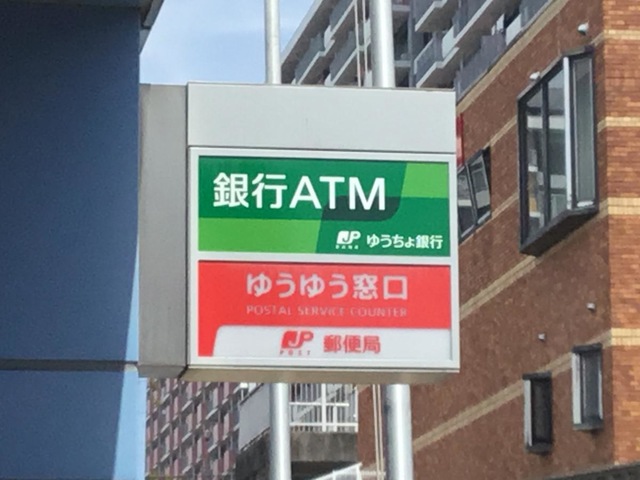 銀行ATM
JP BANK ゆうちょ銀行
ゆうゆう窓口
POSTAL SERVICE COUNTER
JP POST 郵便局